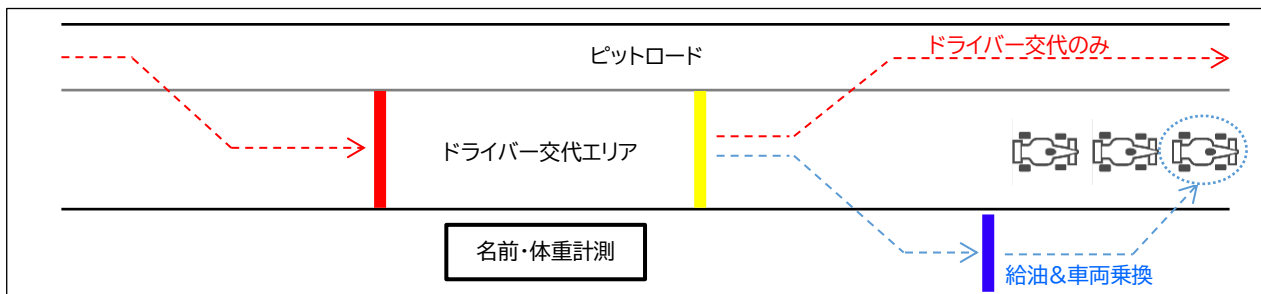 ドライバー交代のみ
ピットロード
ドライバー交代エリア
名前・体重計測
給油＆車両乗換